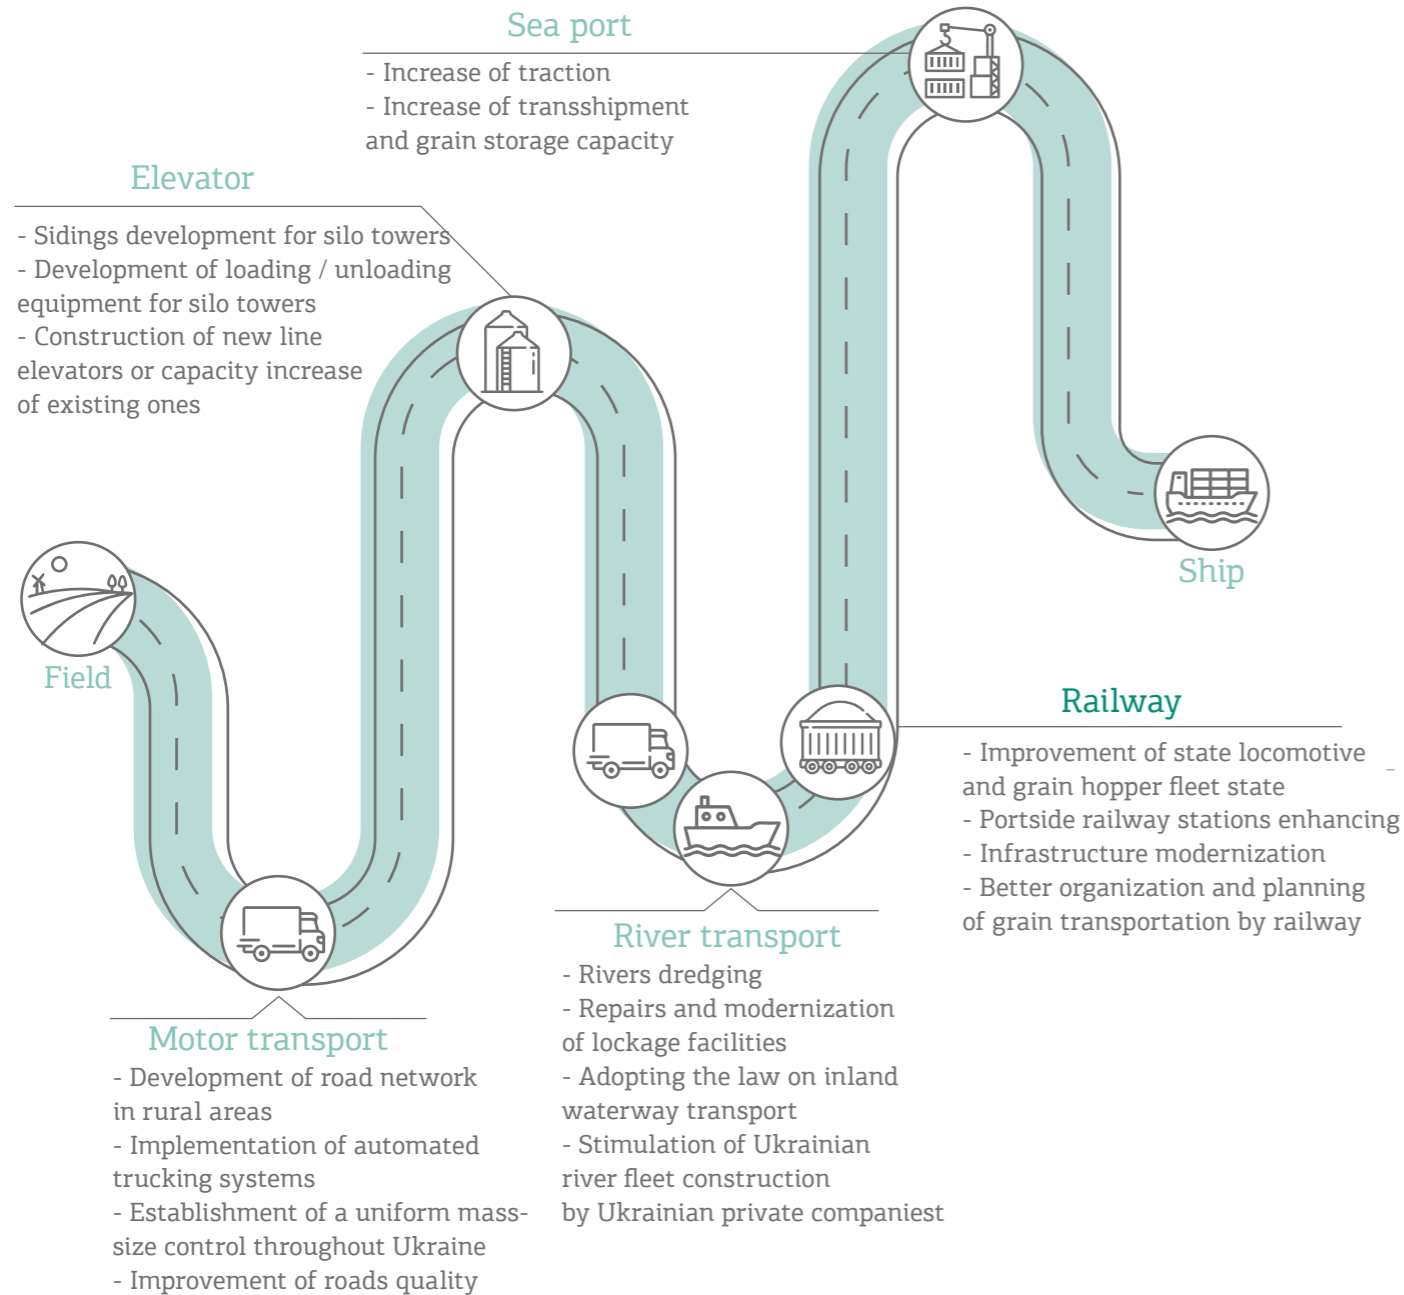 Sea port
- Increase of traction
- Increase of transshipment
and grain storage capacity
Elevator
- Sidings development for silo towers
- Development of loading / unloading
equipment for silo towers
- Construction of new line
elevators or capacity increase
of existing ones
Field
Ship
Railway
- Improvement of state locomotive
and grain hopper fleet state
- Portside railway stations enhancing
- Infrastructure modernization
- Better organization and planning
of grain transportation by railway
River transport
- Rivers dredging
- Repairs and modernization
of lockage facilities
- Adopting the law on inland
waterway transport
- Stimulation of Ukrainian
river fleet construction
by Ukrainian private companiest
Motor transport
- Development of road network
in rural areas
- Implementation of automated
trucking systems
- Establishment of a uniform mass-
size control throughout Ukraine
- Improvement of roads quality